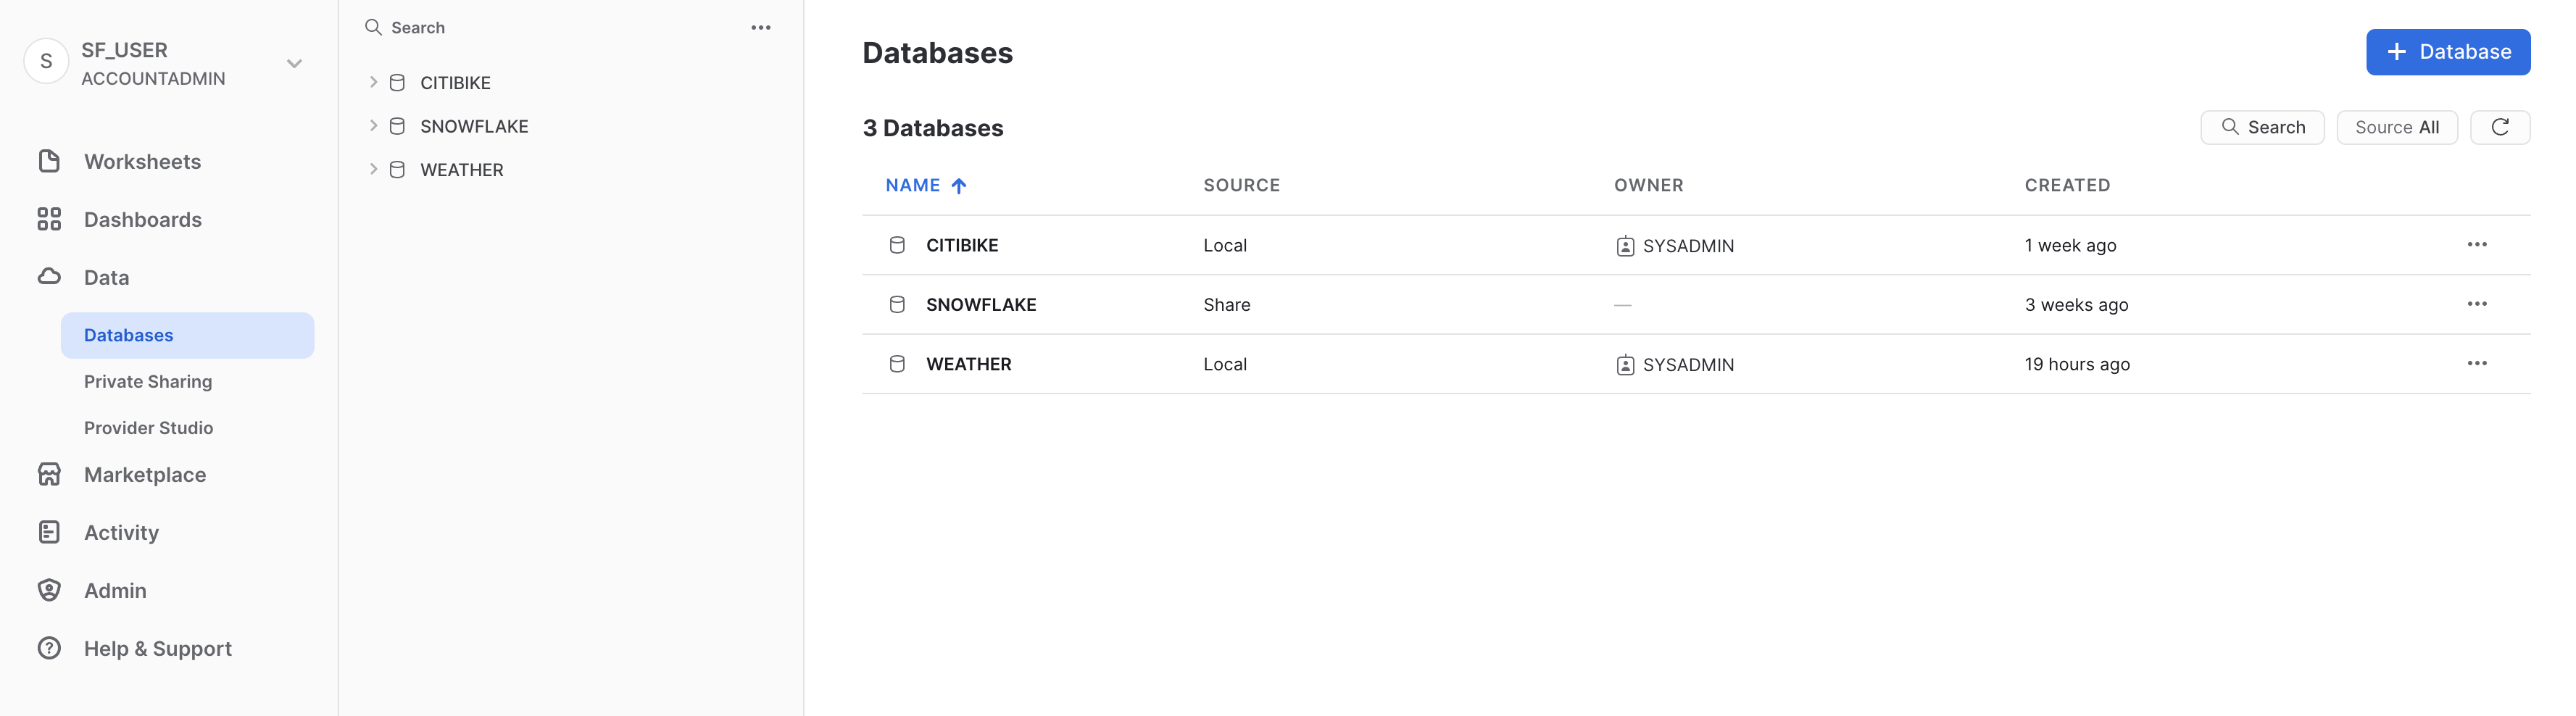 S
SF_USER
ACCOUNTADMIN
Worksheets
Dashboards
Data
Databases
Private Sharing
Provider Studio
Marketplace
Activity
Admin
Help & Support
Search
CITIBIKE
SNOWFLAKE
WEATHER
Databases
+ Database
3 Databases
Search
Source All
NAME SOURCE OWNER CREATED
CITIBIKE Local SYSADMIN 1 week ago
SNOWFLAKE Share — 3 weeks ago
WEATHER Local SYSADMIN 19 hours ago